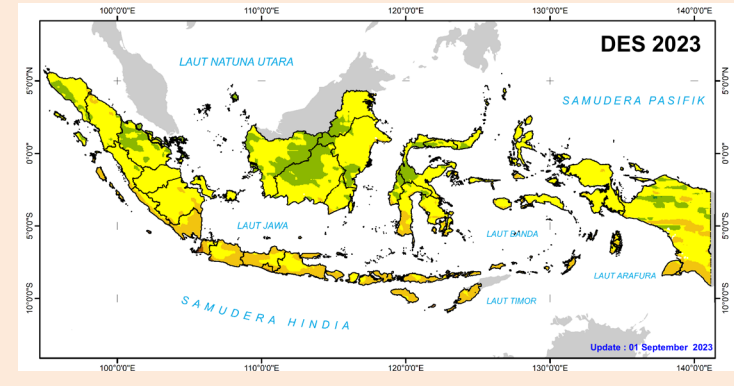 100°0'0"E 110°0'0"E 120°0'0"E 130°0'0"E 140°0'0"E
DES 2023
LAUT NATUNA UTARA
SAMUDERA PASIFIK
5°0'0"N 5°0'0"N
0°0'0" 0°0'0"
5°0'0"S 5°0'0"S
LAUT JAWA
LAUT BANDA
LAUT ARAFURA
10°0'0"S 10°0'0"S
LAUT TIMOR
SAMUDERA HINDIA
Update : 01 September 2023
100°0'0"E 110°0'0"E 120°0'0"E 130°0'0"E 140°0'0"E